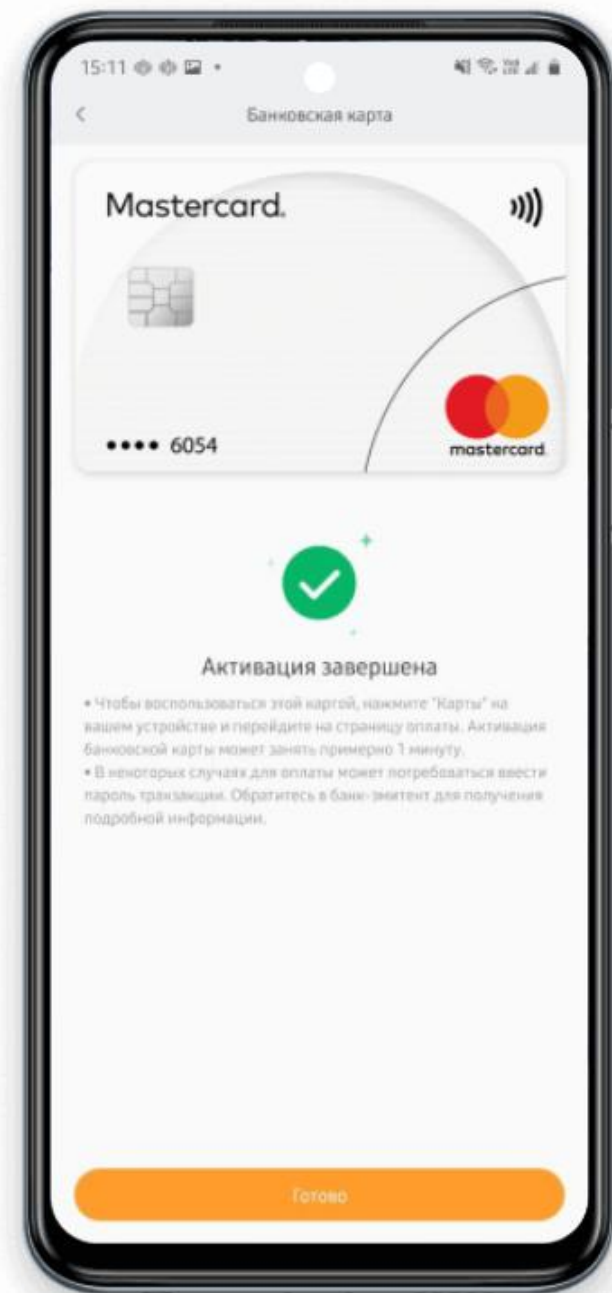 15:11
Банковская карта
Mastercard.
•••• 6054
mastercard.
Активация завершена
• Чтобы воспользоваться этой картой, нажмите "Карты" на
вашем устройстве и перейдите на страницу оплаты. Активация
банковской карты может занять примерно 1 минуту.
• В некоторых случаях для оплаты может потребоваться ввести
пароль транзакции. Обратитесь в банк-эмитент для получения
подробной информации.
Готово